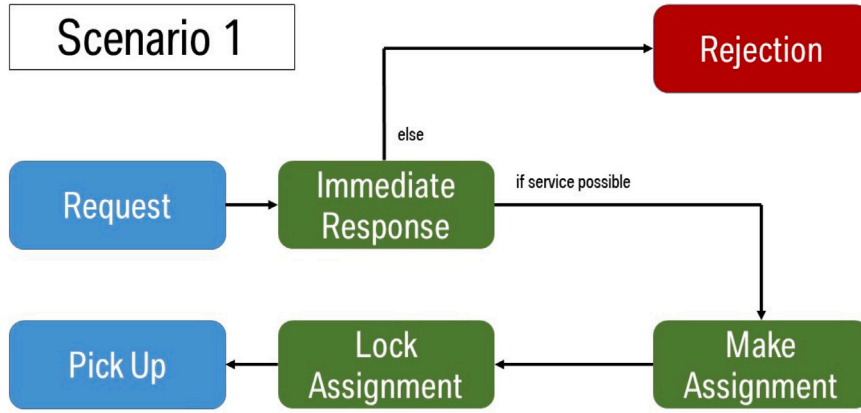 Scenario 1
Rejection
else
if service possible
Request
Immediate
Response
Pick Up
Lock
Assignment
Make
Assignment